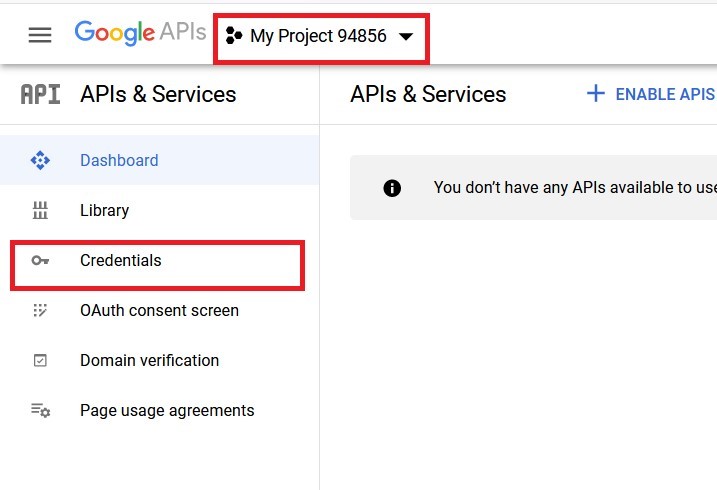 Google APIs My Project 94856
API APIs & Services
APIs & Services
ENABLE APIS
Dashboard
Library
Credentials
OAuth consent screen
Domain verification
Page usage agreements
You don't have any APIs available to use